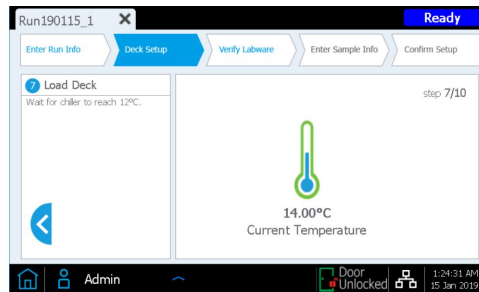 Run190115_1
Ready
Enter Run Info
Deck Setup
Verify Labware
Enter Sample Info
Confirm Setup
7 Load Deck
Wait for chiller to reach 12ºC.
step 7/10
14.00°C
Current Temperature
Admin
Door
Unlocked
1:24:31 AM
15 Jan 2019